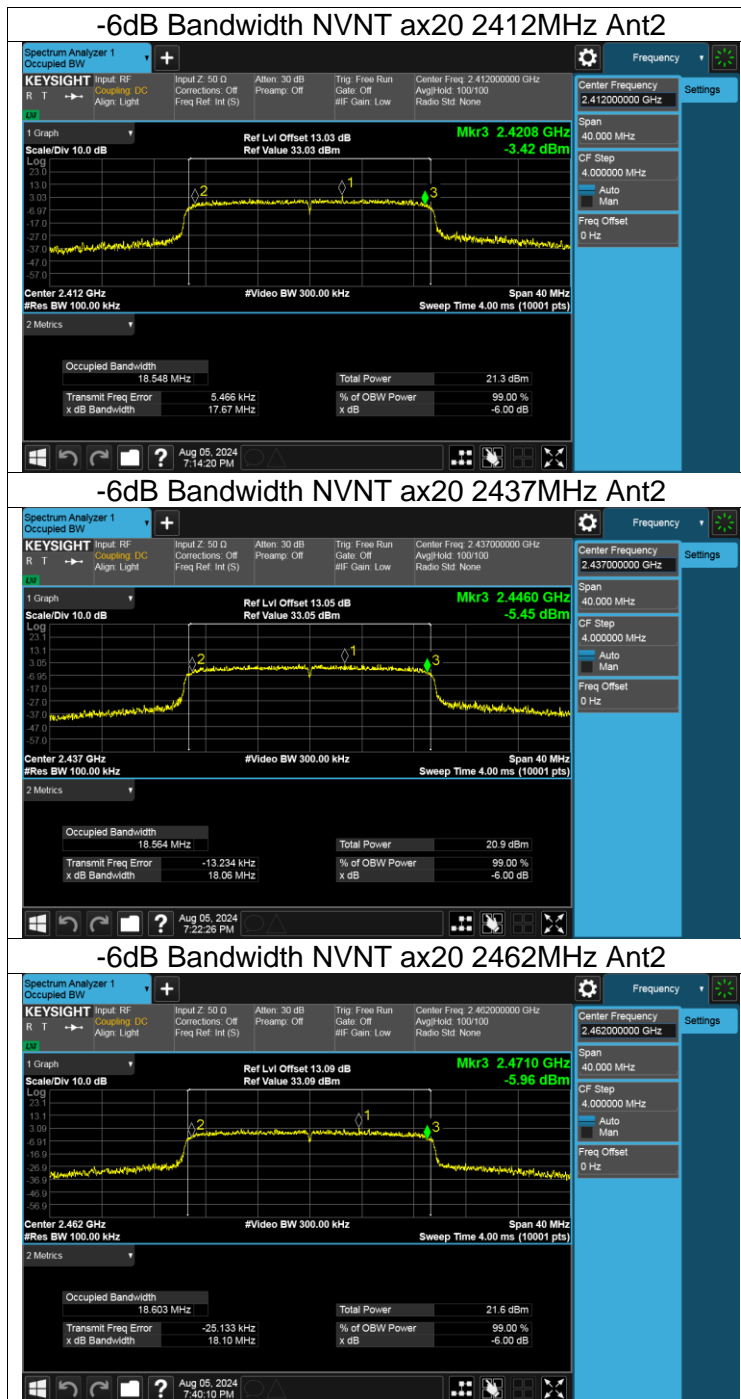 -6dB Bandwidth NVNT ax20 2412MHz Ant2
Spectrum Analyzer 1
Occupied BW
+
Frequency
KEYSIGHT Input: RF Input Z: 50 Ω Atten: 30 dB Trig: Free Run Center Freq: 2.412000000 GHz
R T Coupling: DC Corrections: Off Preamp: Off Gate: Off Avg|Hold: 100/100
Align: Light Freq Ref: Int (S) #IF Gain: Low Radio Std: None
LXI
Center Frequency
2.412000000 GHz
Settings
Span
40.000 MHz
CF Step
4.000000 MHz
Auto
Man
Freq Offset
0 Hz
1 Graph Ref Lvl Offset 13.03 dB Mkr3 2.4208 GHz
Scale/Div 10.0 dB Ref Value 33.03 dBm -3.42 dBm
Log
23.0
13.0
3.03
-6.97
-17.0
-27.0
-37.0
-47.0
-57.0
2
1
3
Center 2.412 GHz #Video BW 300.00 kHz Span 40 MHz
#Res BW 100.00 kHz Sweep Time 4.00 ms (10001 pts)
2 Metrics
Occupied Bandwidth
18.548 MHz Total Power 21.3 dBm
Transmit Freq Error 5.466 kHz % of OBW Power 99.00 %
x dB Bandwidth 17.67 MHz x dB -6.00 dB
? Aug 05, 2024
7:14:20 PM
-6dB Bandwidth NVNT ax20 2437MHz Ant2
Spectrum Analyzer 1
Occupied BW
+
Frequency
KEYSIGHT Input: RF Input Z: 50 Ω Atten: 30 dB Trig: Free Run Center Freq: 2.437000000 GHz
R T Coupling: DC Corrections: Off Preamp: Off Gate: Off Avg|Hold: 100/100
Align: Light Freq Ref: Int (S) #IF Gain: Low Radio Std: None
LXI
Center Frequency
2.437000000 GHz
Settings
Span
40.000 MHz
CF Step
4.000000 MHz
Auto
Man
Freq Offset
0 Hz
1 Graph Ref Lvl Offset 13.05 dB Mkr3 2.4460 GHz
Scale/Div 10.0 dB Ref Value 33.05 dBm -5.45 dBm
Log
23.1
13.1
3.05
-6.95
-17.0
-27.0
-37.0
-47.0
-57.0
2
1
3
Center 2.437 GHz #Video BW 300.00 kHz Span 40 MHz
#Res BW 100.00 kHz Sweep Time 4.00 ms (10001 pts)
2 Metrics
Occupied Bandwidth
18.564 MHz Total Power 20.9 dBm
Transmit Freq Error -13.234 kHz % of OBW Power 99.00 %
x dB Bandwidth 18.06 MHz x dB -6.00 dB
? Aug 05, 2024
7:22:26 PM
-6dB Bandwidth NVNT ax20 2462MHz Ant2
Spectrum Analyzer 1
Occupied BW
+
Frequency
KEYSIGHT Input: RF Input Z: 50 Ω Atten: 30 dB Trig: Free Run Center Freq: 2.462000000 GHz
R T Coupling: DC Corrections: Off Preamp: Off Gate: Off Avg|Hold: 100/100
Align: Light Freq Ref: Int (S) #IF Gain: Low Radio Std: None
LXI
Center Frequency
2.462000000 GHz
Settings
Span
40.000 MHz
CF Step
4.000000 MHz
Auto
Man
Freq Offset
0 Hz
1 Graph Ref Lvl Offset 13.09 dB Mkr3 2.4710 GHz
Scale/Div 10.0 dB Ref Value 33.09 dBm -5.96 dBm
Log
23.1
13.1
3.09
-6.91
-16.9
-26.9
-36.9
-46.9
-56.9
2
1
3
Center 2.462 GHz #Video BW 300.00 kHz Span 40 MHz
#Res BW 100.00 kHz Sweep Time 4.00 ms (10001 pts)
2 Metrics
Occupied Bandwidth
18.603 MHz Total Power 21.6 dBm
Transmit Freq Error -25.133 kHz % of OBW Power 99.00 %
x dB Bandwidth 18.10 MHz x dB -6.00 dB
? Aug 05, 2024
7:40:10 PM